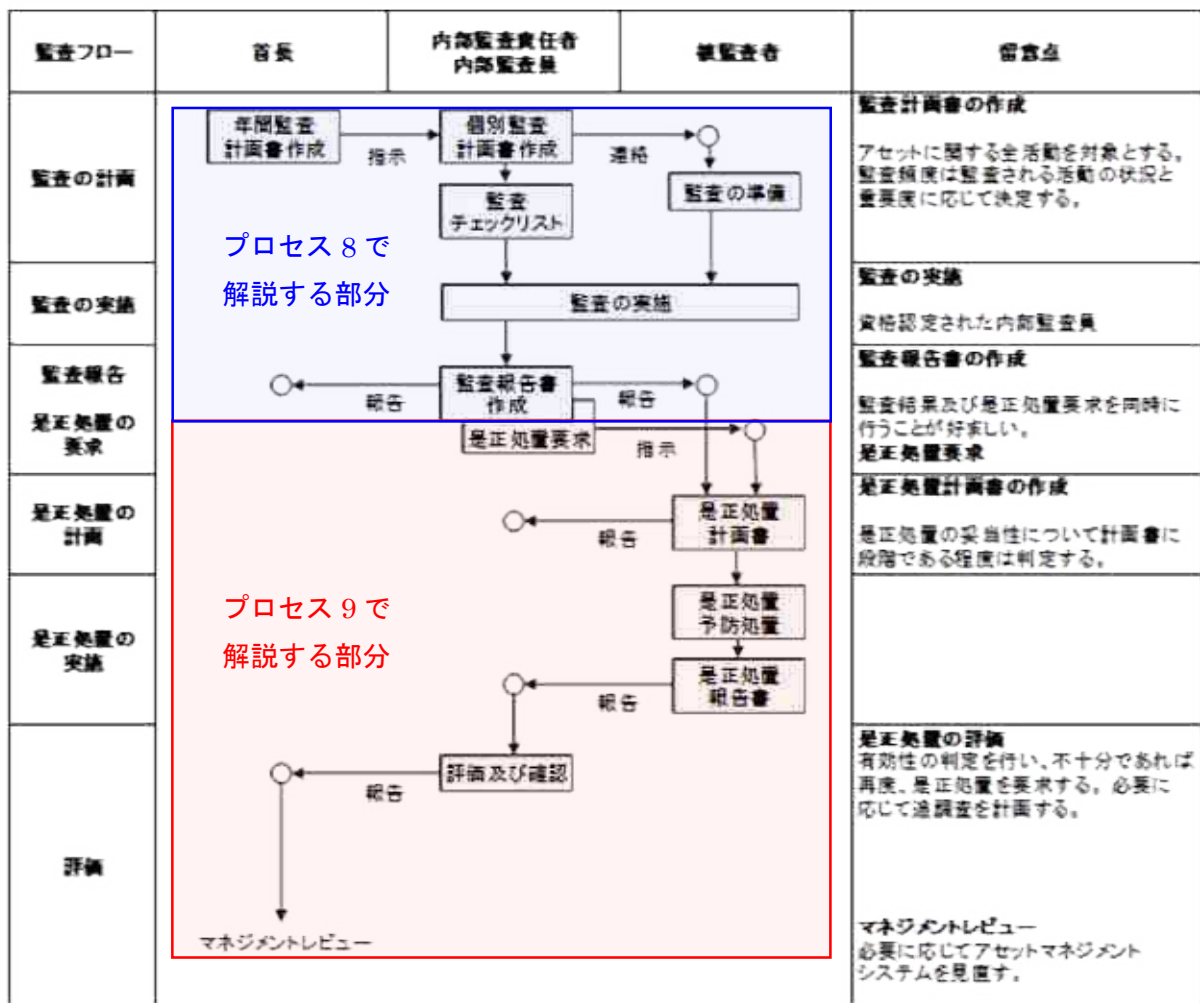 監査フロー
首長
内部監査責任者
内部監査員
被監査者
留意点
監査の計画
年間監査
計画書作成
指示
個別監査
計画書作成
連絡
監査
チェックリスト
監査の準備
プロセス8で
解説する部分
監査計画書の作成
アセットに関する全活動を対象とする。
監査頻度は監査される活動の状況と
重要度に応じて決定する。
監査の実施
監査の実施
監査の実施
資格認定された内部監査員
監査報告
是正処置の
要求
報告
監査報告書
作成
報告
是正処置要求
指示
監査報告書の作成
監査結果及び是正処置要求を同時に
行うことが好ましい。
是正処置要求
是正処置の
計画
報告
是正処置
計画書
是正処置計画書の作成
是正処置の妥当性について計画書に
段階である程度は判定する。
是正処置の
実施
プロセス9で
解説する部分
是正処置
予防処置
報告
是正処置
報告書
評価
報告
評価及び確認
マネジメントレビュー
是正処置の評価
有効性の判定を行い、不十分であれば
再度、是正処置を要求する。必要に
応じて追調査を計画する。
マネジメントレビュー
必要に応じてアセットマネジメント
システムを見直す。